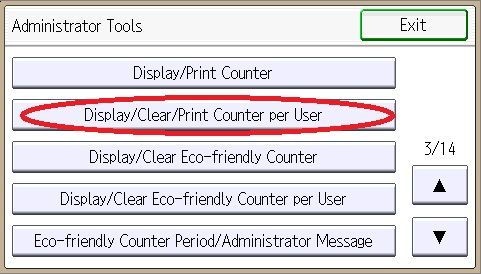 Administrator Tools
Exit
Display/Print Counter
Display/Clear/Print Counter per User
Display/Clear Eco-friendly Counter
3/14
Display/Clear Eco-friendly Counter per User
▲
Eco-friendly Counter Period/Administrator Message
▼